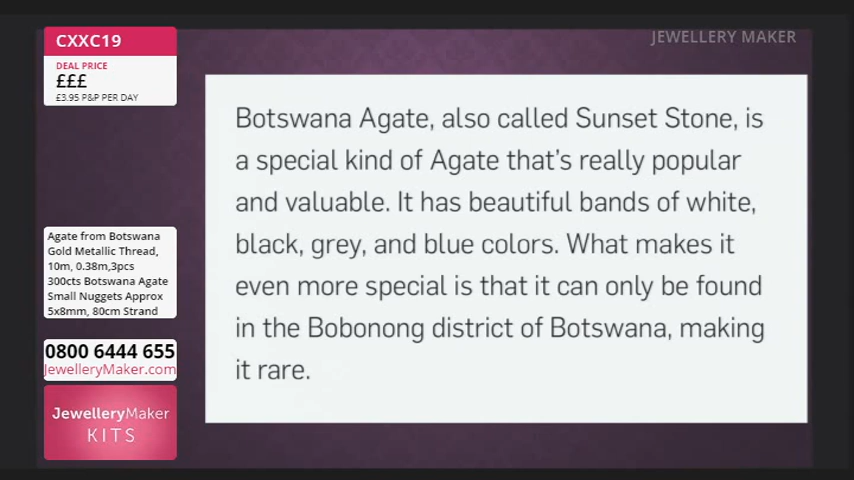 CXXC19
DEAL PRICE
£££
£3.95 P&P PER DAY
JEWELLERY MAKER
Botswana Agate, also called Sunset Stone, is
a special kind of Agate that's really popular
and valuable. It has beautiful bands of white,
black, grey, and blue colors. What makes it
even more special is that it can only be found
in the Bobonong district of Botswana, making
it rare.
Agate from Botswana
Gold Metallic Thread,
10m, 0.38m,3pcs
300cts Botswana Agate
Small Nuggets Approx
5x8mm, 80cm Strand
0800 6444 655
JewelleryMaker.com
JewelleryMaker
KITS